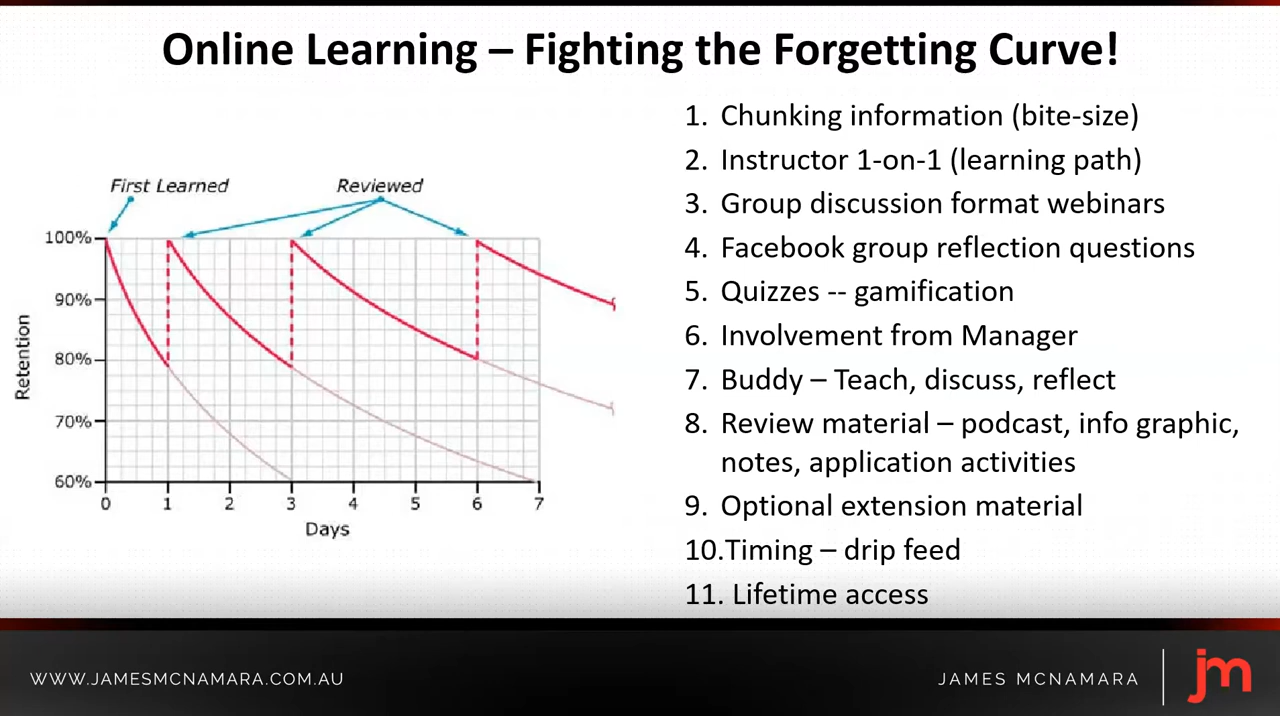 Online Learning – Fighting the Forgetting Curve!
First Learned
Reviewed
100%
90%
80%
70%
60%
Retention
0 1 2 3 4 5 6 7
Days
1. Chunking information (bite-size)
2. Instructor 1-on-1 (learning path)
3. Group discussion format webinars
4. Facebook group reflection questions
5. Quizzes -- gamification
6. Involvement from Manager
7. Buddy – Teach, discuss, reflect
8. Review material – podcast, info graphic,
notes, application activities
9. Optional extension material
10.Timing – drip feed
11. Lifetime access
WWW.JAMESMCNAMARA.COM.AU
JAMES MCNAMARA
jm